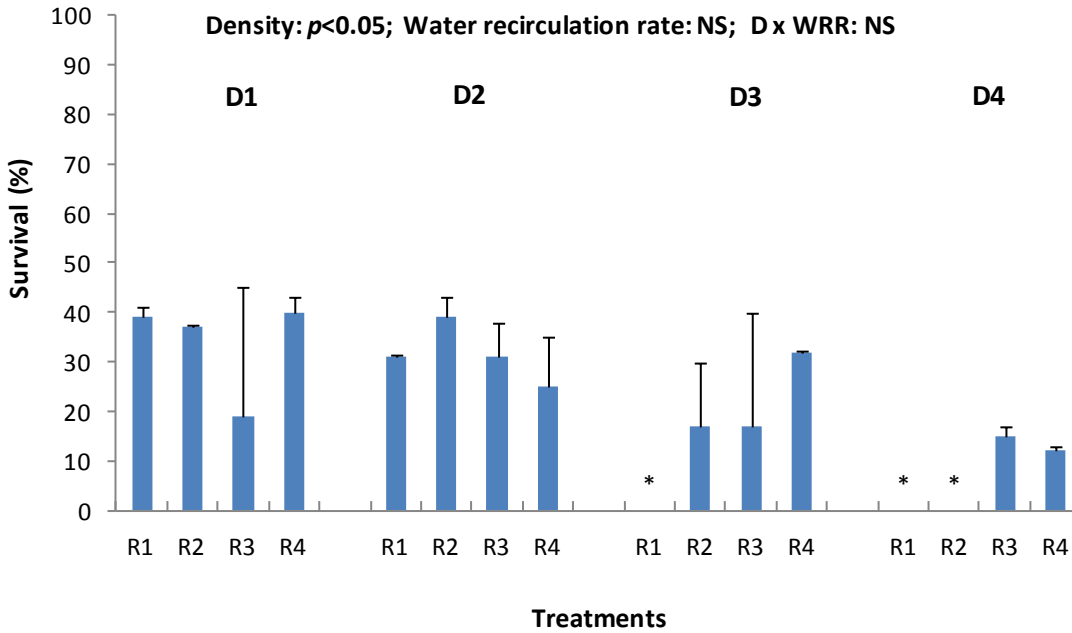 Density: p<0.05; Water recirculation rate: NS; D x WRR: NS
D1 D2 D3 D4
Survival (%)
100
90
80
70
60
50
40
30
20
10
0
* * *
R1 R2 R3 R4 R1 R2 R3 R4 R1 R2 R3 R4 R1 R2 R3 R4
Treatments